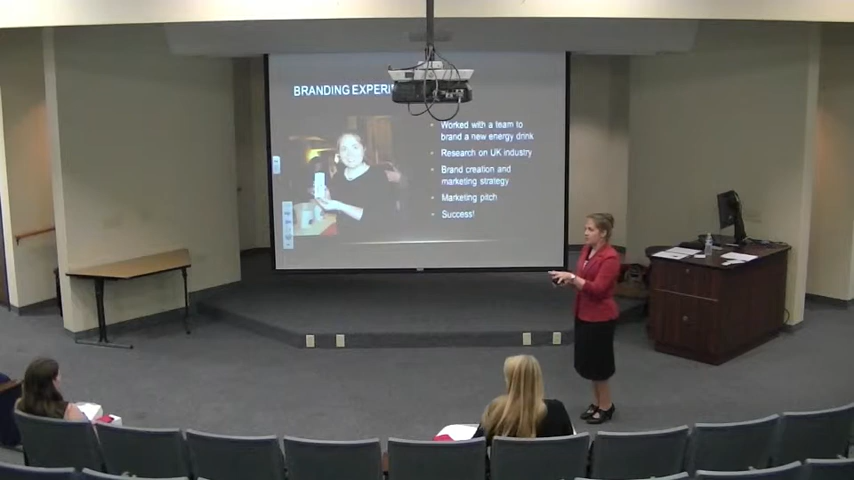 BRANDING EXPERI
Worked with a team to
brand a new energy drink
Research on UK industry
Brand creation and
marketing strategy
Marketing pitch
Success!